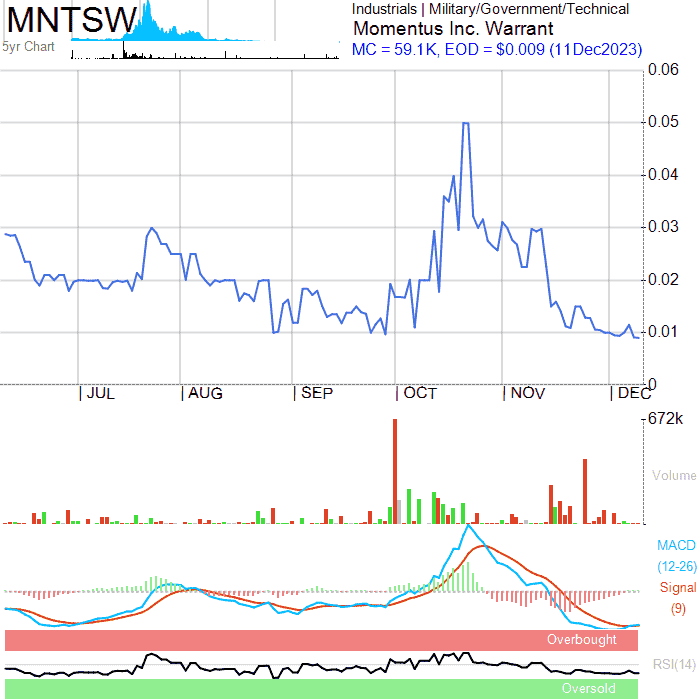 MNTSW
5yr Chart
Industrials | Military/Government/Technical
Momentus Inc. Warrant
MC = 59.1K, EOD = $0.009 (11Dec2023)
0.06
0.05
0.04
0.03
0.02
0.01
0
JUL AUG SEP OCT NOV DEC
672k
Volume
MACD
(12-26)
Signal
(9)
Overbought
RSI(14)
Oversold